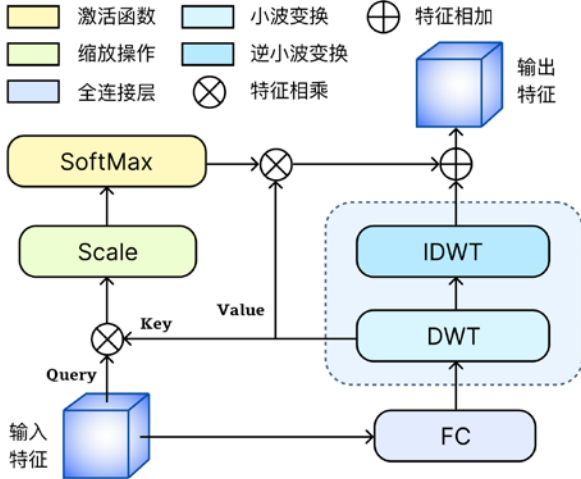 激活函数
小波变换
特征相加
缩放操作
逆小波变换
全连接层
特征相乘
输出
特征
SoftMax
Scale
IDWT
Value
Key
DWT
Query
输入
特征
FC